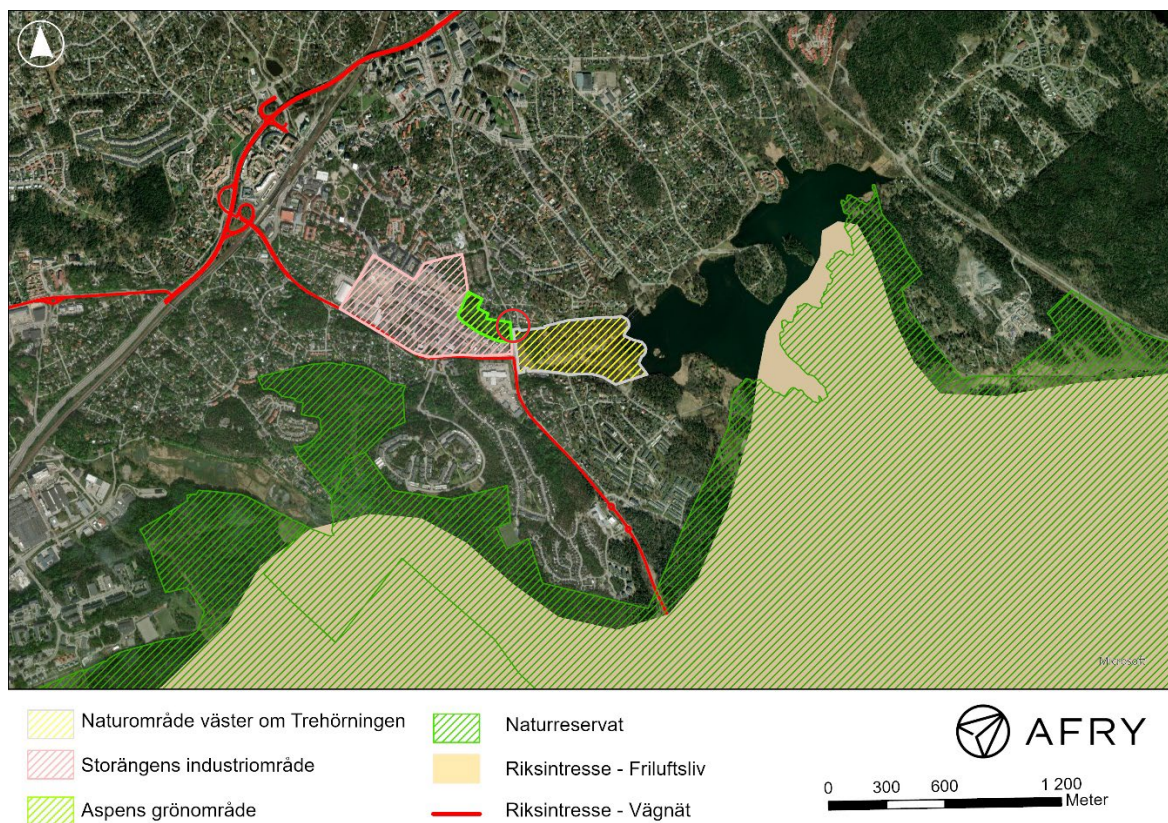 Microsoft
Naturområde väster om Trehörningen
Storängens industriområde
Aspens grönområde
Naturreservat
Riksintresse - Friluftsliv
Riksintresse - Vägnät
AFRY
0 300 600 1 200
Meter